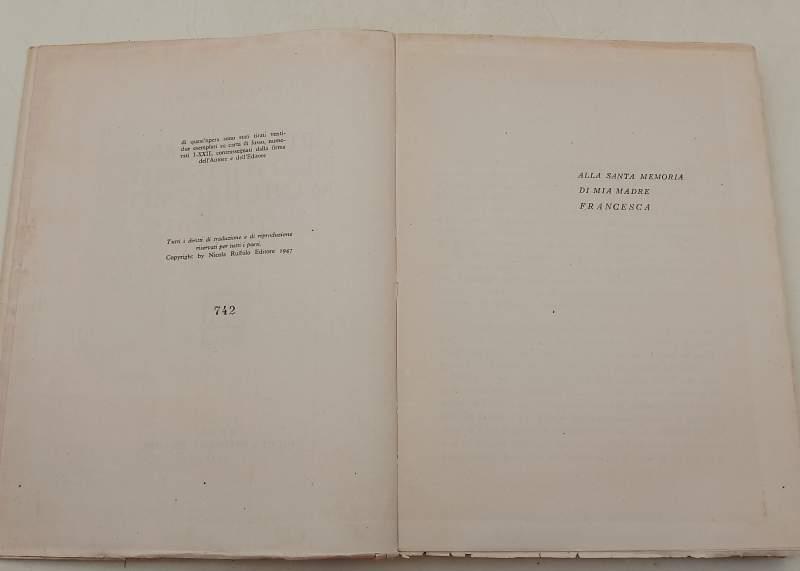 di quest'opera sono stati tirati venti-
due esemplari su carta di lusso, nume-
rati I-XXII, contrassegnati dalla firma
dell'Autore e dell'Editore
Tutti i diritti di traduzione e di reproduzione
riservati per tutti i paesi.
Copyright by Nicola Ruffolo Editore 1947
742
ALLA SANTA MEMORIA
DI MIA MADRE
FRANCESCA